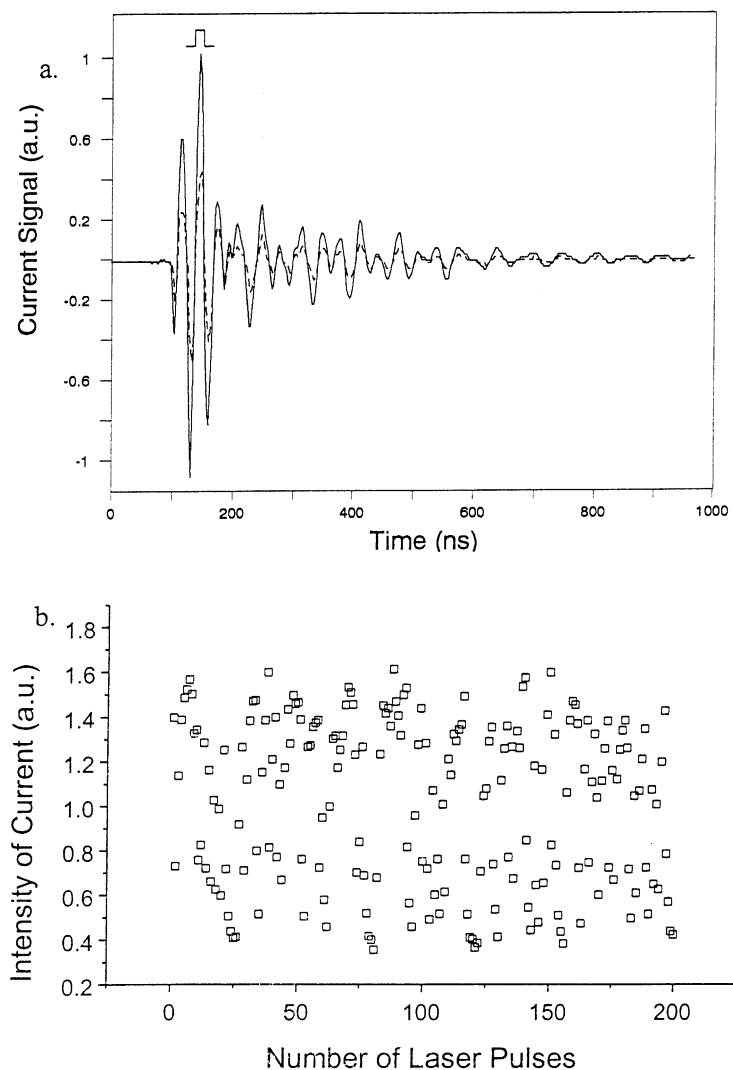 a.
Current Signal (a.u.)
1
0.6
0.2
-0.2
-0.6
-1
0 200 400 600 800 1000
Time (ns)
b.
Intensity of Current (a.u.)
1.8
1.6
1.4
1.2
1.0
0.8
0.6
0.4
0.2
0 50 100 150 200
Number of Laser Pulses